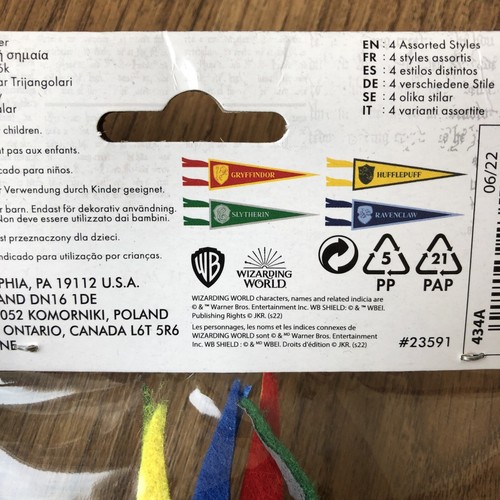 er
ή σημαία
ók
ar Trijangolari
y
ular
children.
nt pas aux enfants.
cado para niños.
r Verwendung durch Kinder geeignet.
r barn. Endast för dekorativ användning.
Non deve essere utilizzato dai bambini.
st przeznaczony dla dzieci.
ndicado para utilização por crianças.
PHIA, PA 19112 U.S.A.
AND DN16 1DE
052 KOMORNIKI, POLAND
ONTARIO, CANADA L6T 5R6
NE
EN: 4 Assorted Styles
FR : 4 styles assortis
ES : 4 estilos distintos
DE : 4 verschiedene Stile
SE : 4 olika stilar
IT : 4 varianti assortite
GRYFFINDOR
HUFFLEPUFF
SLYTHERIN
RAVENCLAW
WB
WIZARDING
WORLD
5
PP
21
PAP
WIZARDING WORLD characters, names and related indicia are
© & ™ Warner Bros. Entertainment Inc. WB SHIELD: © & ™ WBEI.
Publishing Rights © JKR. (s22)
Les personnages, les noms et les indices connexes de
WIZARDING WORLD sont © & MD Warner Bros. Entertainment
Inc. WB SHIELD : © & MD WBEI. Droits d'édition © JKR. (s22)
#23591
06/22
434A